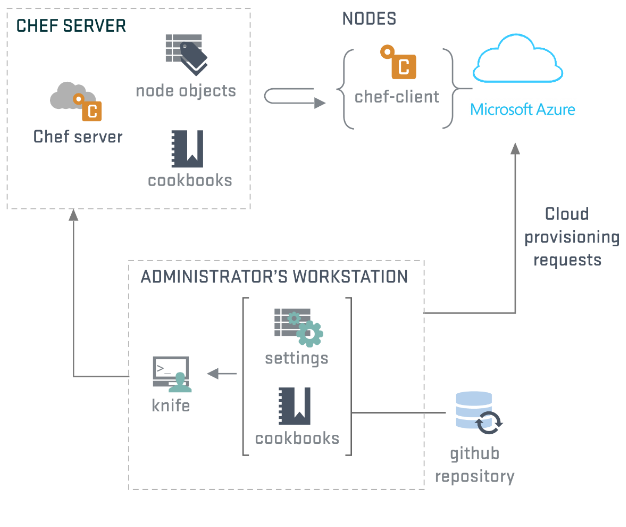 CHEF SERVER
node objects
C
Chef server
cookbooks
NODES
C
chef-client
Microsoft Azure
Cloud
provisioning
requests
ADMINISTRATOR'S WORKSTATION
settings
>_
knife
cookbooks
github
repository